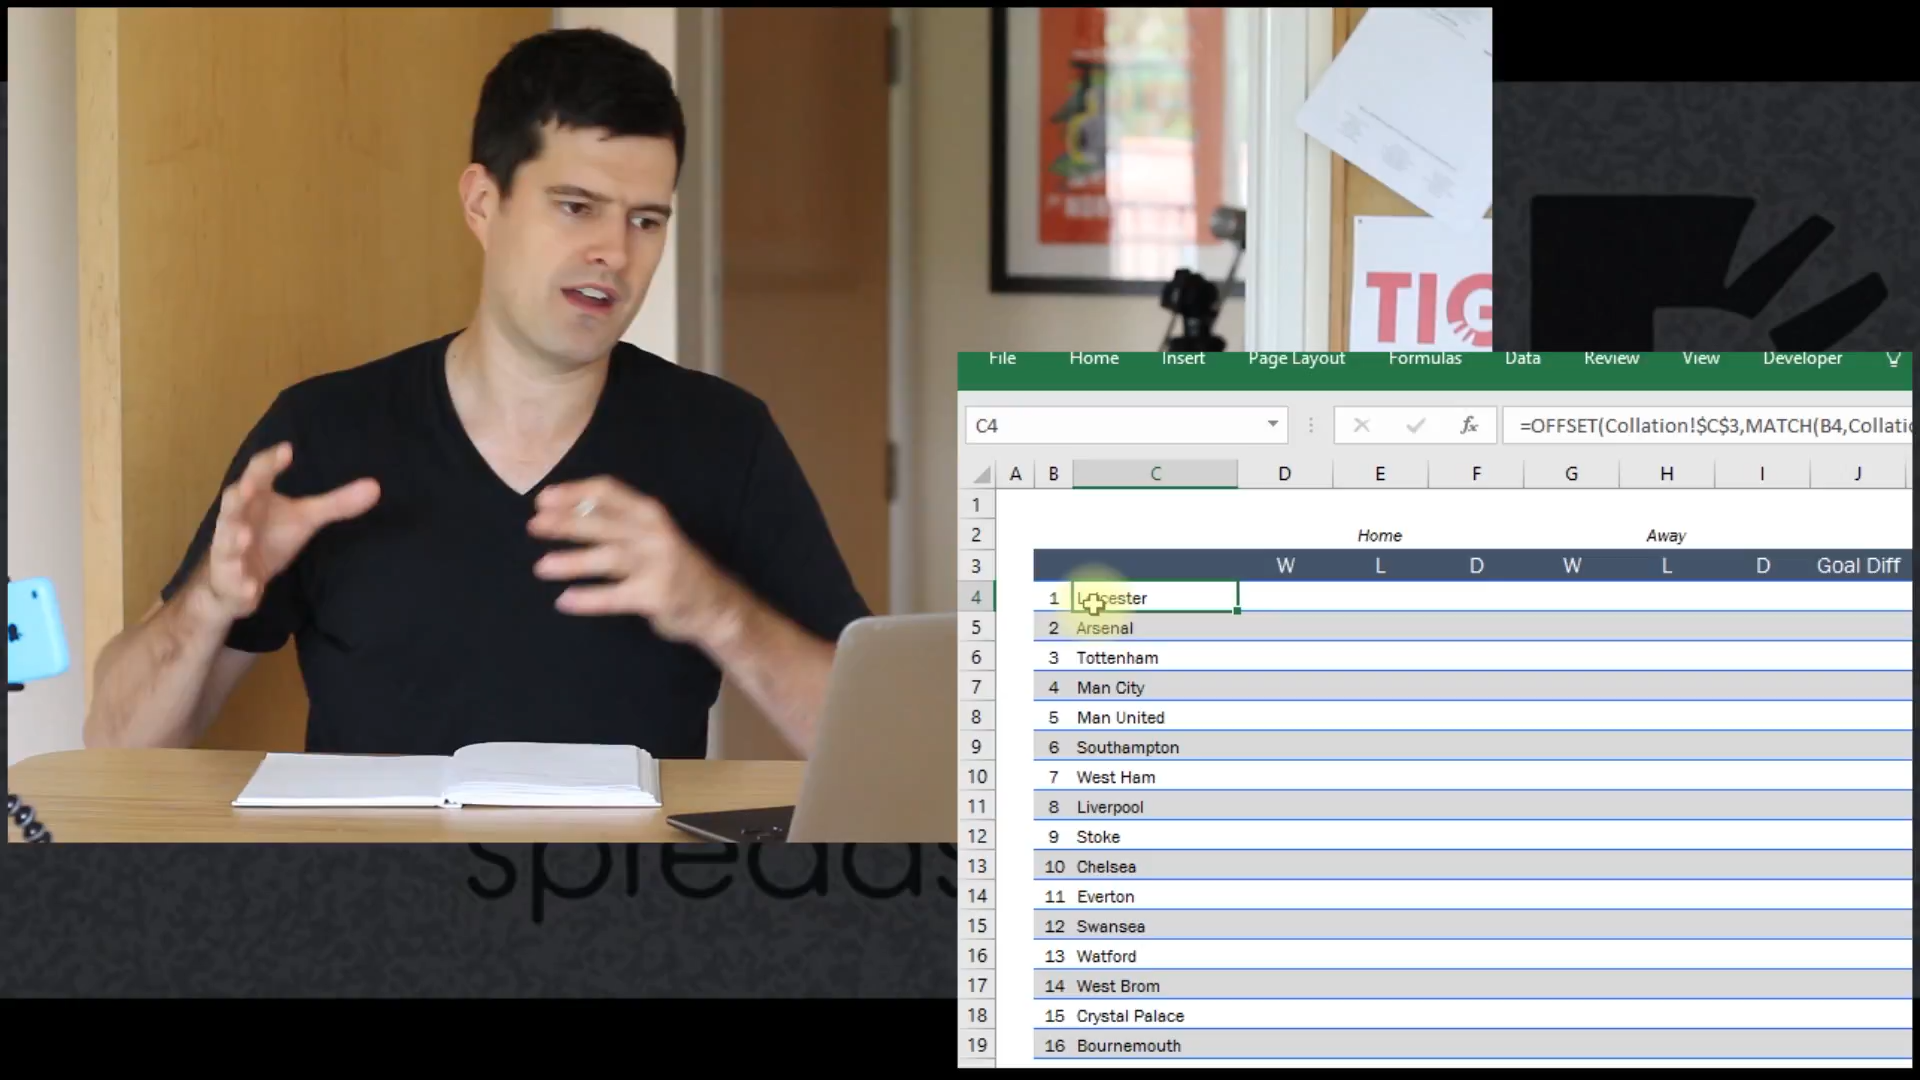 TIG
File Home Insert Page Layout Formulas Data Review View Developer
C4 fx =OFFSET(Collation!$C$3,MATCH(B4,Collatio
A B C D E F G H I J
1
2 Home Away
3 W L D W L D Goal Diff
4 1 Leicester
5 2 Arsenal
6 3 Tottenham
7 4 Man City
8 5 Man United
9 6 Southampton
10 7 West Ham
11 8 Liverpool
12 9 Stoke
13 10 Chelsea
14 11 Everton
15 12 Swansea
16 13 Watford
17 14 West Brom
18 15 Crystal Palace
19 16 Bournemouth
spreads